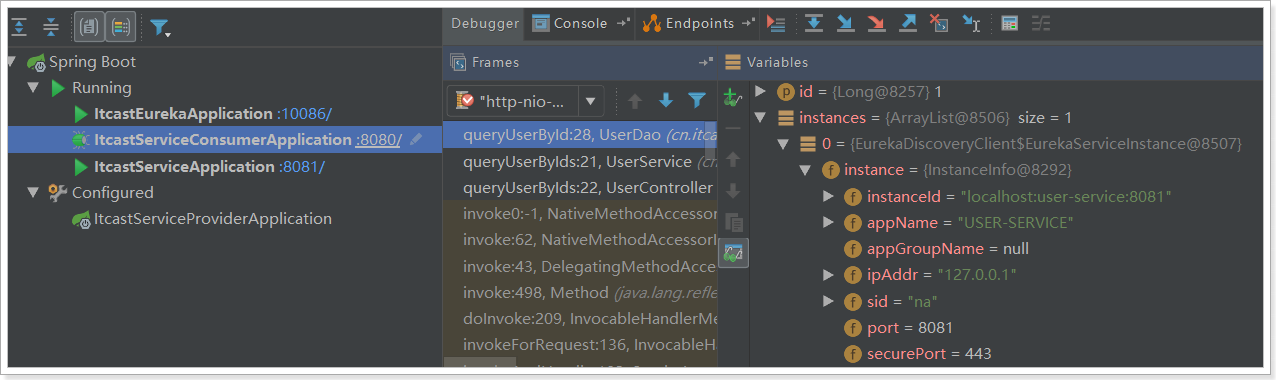 Debugger Console Endpoints
Spring Boot
Running
ItcastEurekaApplication :10086/
ItcastServiceConsumerApplication :8080/
ItcastServiceApplication :8081/
Configured
ItcastServiceProviderApplication
Frames
"http-nio-...
queryUserById:28, UserDao (cn.itca
queryUserByIds:21, UserService (cn
queryUserByIds:22, UserController
invoke0:-1, NativeMethodAccessor
invoke:62, NativeMethodAccessorI
invoke:43, DelegatingMethodAcce
invoke:498, Method (java.lang.refle
doInvoke:209, InvocableHandlerMe
invokeForRequest:136, InvocableHa
Variables
id = {Long@8257} 1
instances = {ArrayList@8506} size = 1
0 = {EurekaDiscoveryClient$EurekaServiceInstance@8507}
instance = {InstanceInfo@8292}
instanceId = "localhost:user-service:8081"
appName = "USER-SERVICE"
appGroupName = null
ipAddr = "127.0.0.1"
sid = "na"
port = 8081
securePort = 443